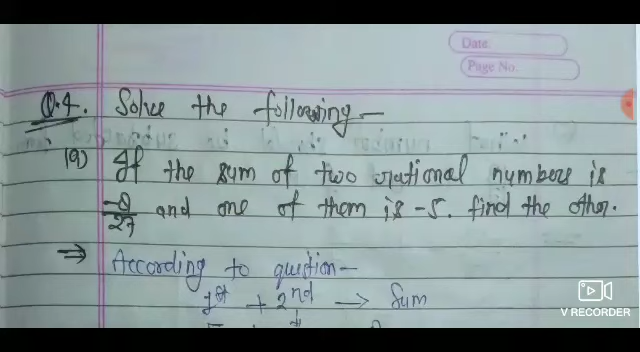 Date.
Page No.
Q.4. Solve the following —
(a) If the sum of two rational numbers is
-8/27 and one of them is -5. find the other.
⇒ According to question —
1st + 2nd → Sum
V RECORDER